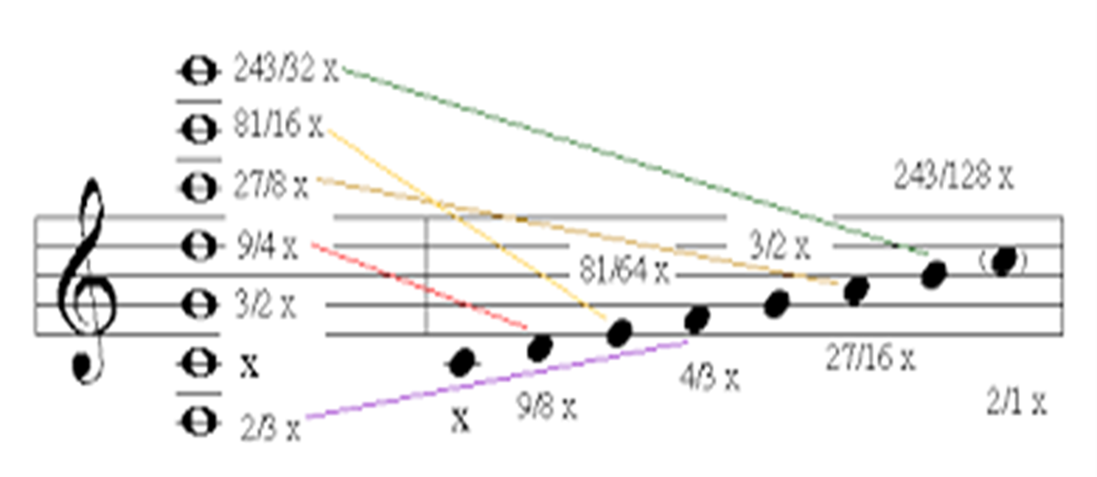 243/32 x
81/16 x
27/8 x
9/4 x
3/2 x
x
2/3 x
x
9/8 x
81/64 x
4/3 x
3/2 x
27/16 x
243/128 x
( )
2/1 x